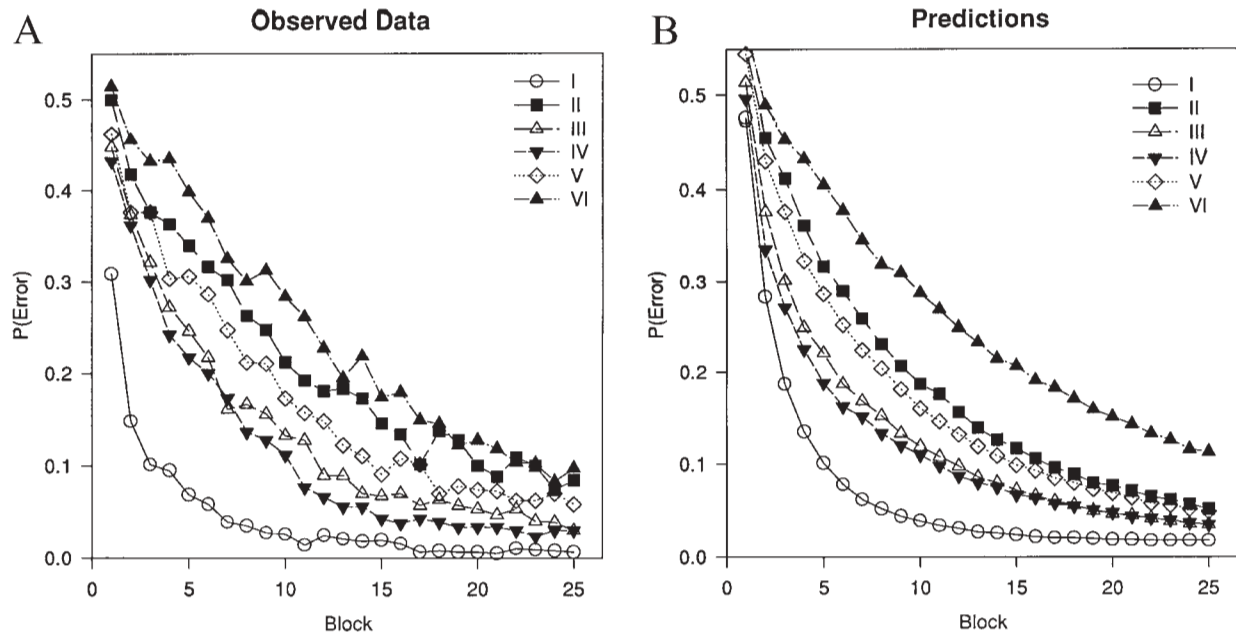 A
Observed Data
P(Error)
0.5
0.4
0.3
0.2
0.1
0.0
I
II
III
IV
V
VI
0
5
10
15
20
25
Block
B
Predictions
P(Error)
0.5
0.4
0.3
0.2
0.1
0.0
I
II
III
IV
V
VI
0
5
10
15
20
25
Block